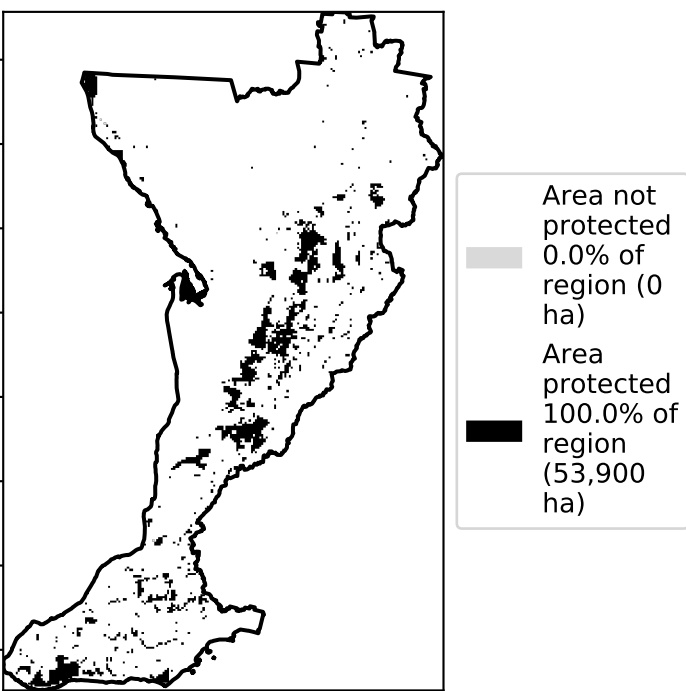 Area not
protected
0.0% of
region (0
ha)
Area
protected
100.0% of
region
(53,900
ha)